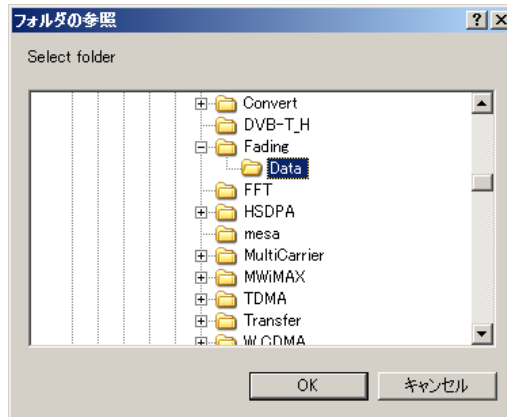 フォルダの参照
Select folder
Convert
DVB-T_H
Fading
Data
FFT
HSDPA
mesa
MultiCarrier
MWiMAX
TDMA
Transfer
W_CDMA
OK
キャンセル